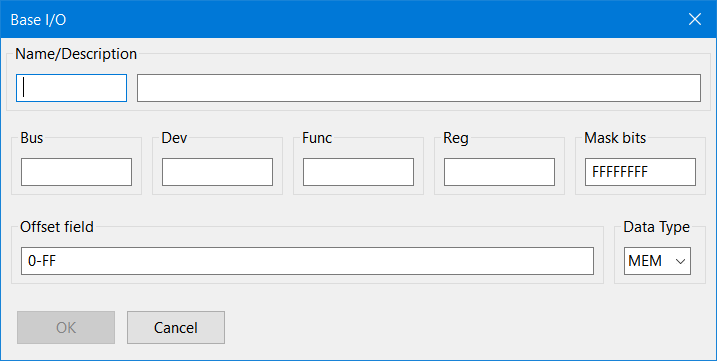 Base I/O
Name/Description
Bus Dev Func Reg Mask bits
FFFFFFFF
Offset field Data Type
0-FF MEM
OK Cancel